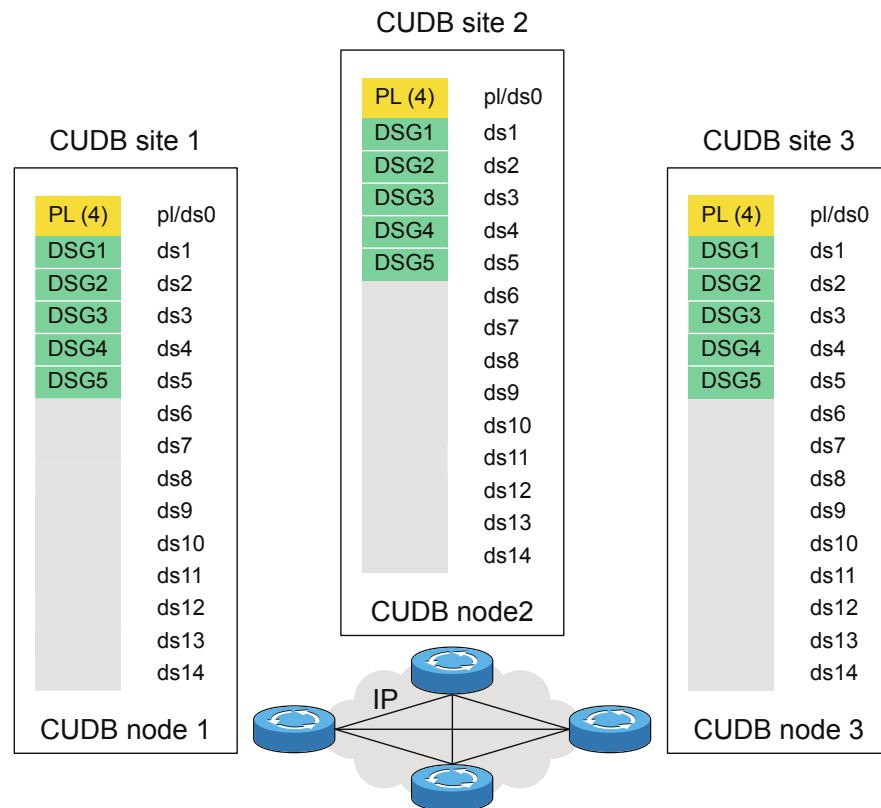 CUDB site 1
PL (4) pl/ds0
DSG1 ds1
DSG2 ds2
DSG3 ds3
DSG4 ds4
DSG5 ds5
ds6
ds7
ds8
ds9
ds10
ds11
ds12
ds13
ds14
CUDB node 1
CUDB site 2
PL (4) pl/ds0
DSG1 ds1
DSG2 ds2
DSG3 ds3
DSG4 ds4
DSG5 ds5
ds6
ds7
ds8
ds9
ds10
ds11
ds12
ds13
ds14
CUDB node2
IP
CUDB site 3
PL (4) pl/ds0
DSG1 ds1
DSG2 ds2
DSG3 ds3
DSG4 ds4
DSG5 ds5
ds6
ds7
ds8
ds9
ds10
ds11
ds12
ds13
ds14
CUDB node 3